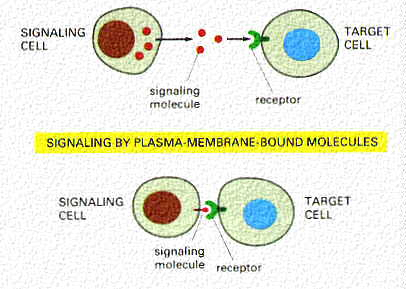 SIGNALING
CELL
TARGET
CELL
signaling
molecule
receptor
SIGNALING BY PLASMA-MEMBRANE-BOUND MOLECULES
SIGNALING
CELL
TARGET
CELL
signaling
molecule
receptor